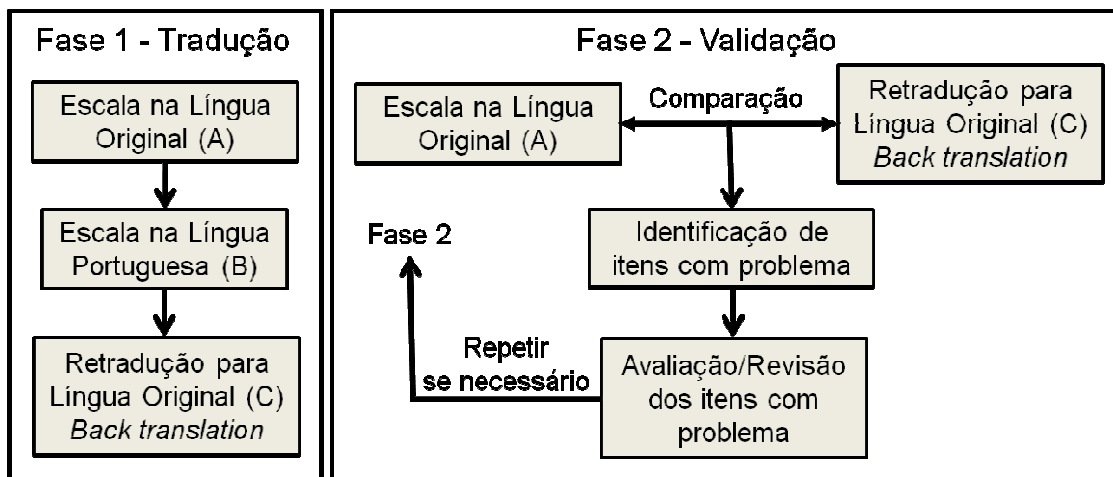 Fase 1 - Tradução
Escala na Língua
Original (A)
Escala na Língua
Portuguesa (B)
Retradução para
Língua Original (C)
Back translation
Fase 2 - Validação
Escala na Língua
Original (A)
Comparação
Retradução para
Língua Original (C)
Back translation
Identificação de
itens com problema
Fase 2
Repetir
se necessário
Avaliação/Revisão
dos itens com
problema